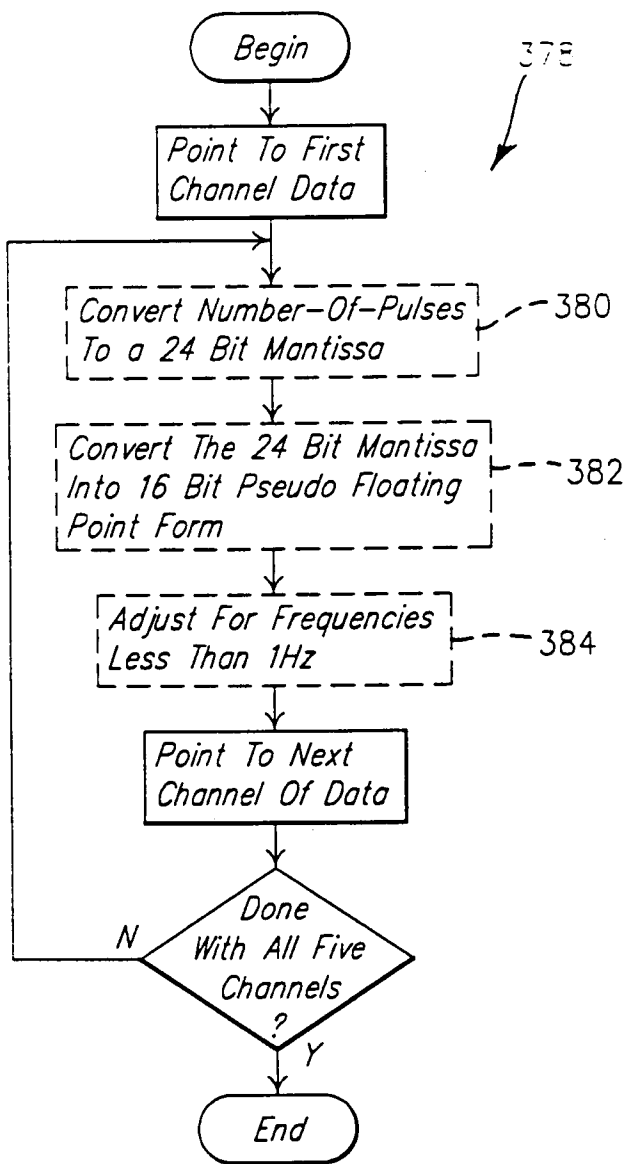 Begin
378
Point To First
Channel Data
Convert Number-Of-Pulses
To a 24 Bit Mantissa
380
Convert The 24 Bit Mantissa
Into 16 Bit Pseudo Floating
Point Form
382
Adjust For Frequencies
Less Than 1Hz
384
Point To Next
Channel Of Data
Done
With All Five
Channels
?
N
Y
End